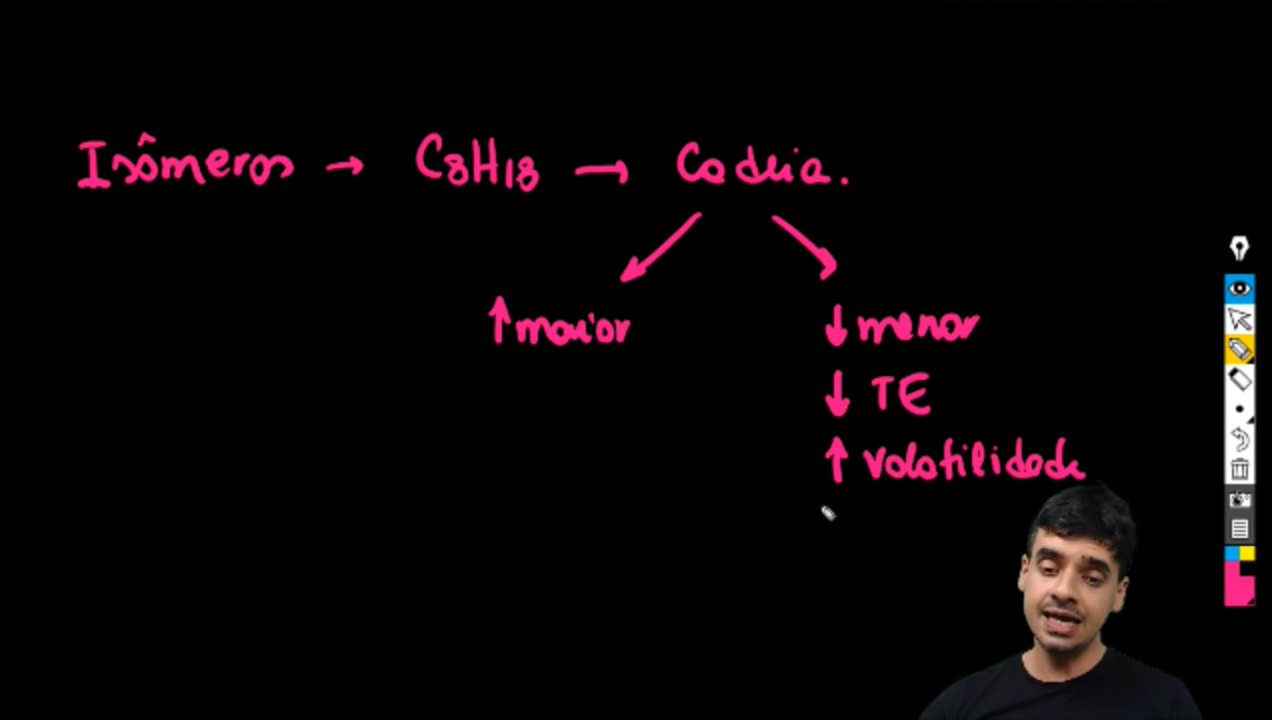 Isômeros → C8H18 → Cadeia.
↑ maior ↓ menor
↓ TE
↑ volatilidade